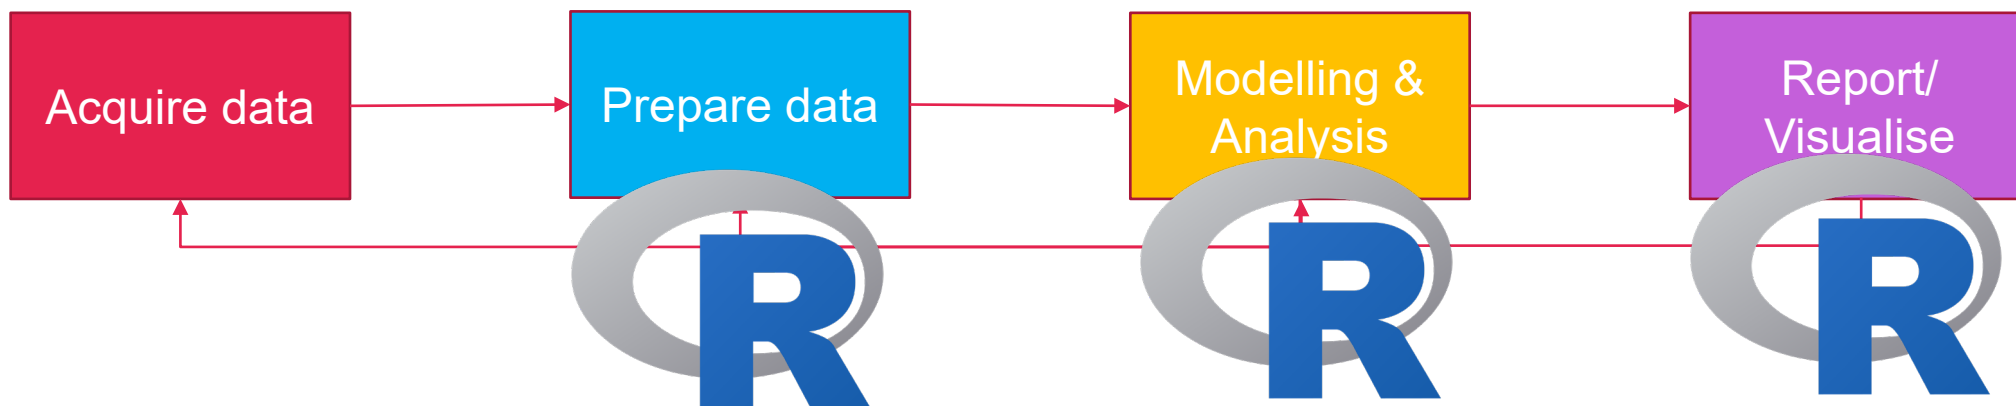 Acquire data
Prepare data
Modelling &
Analysis
Report/
Visualise
R
R
R